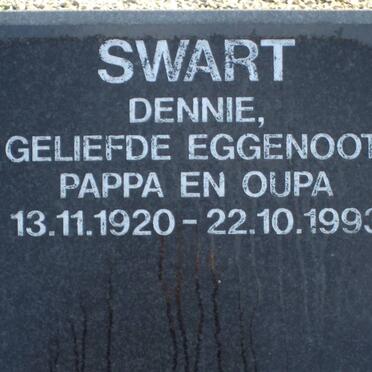 SWART
DENNIE,
GELIEFDE EGGENOOT
PAPPA EN OUPA
13.11.1920 - 22.10.1993